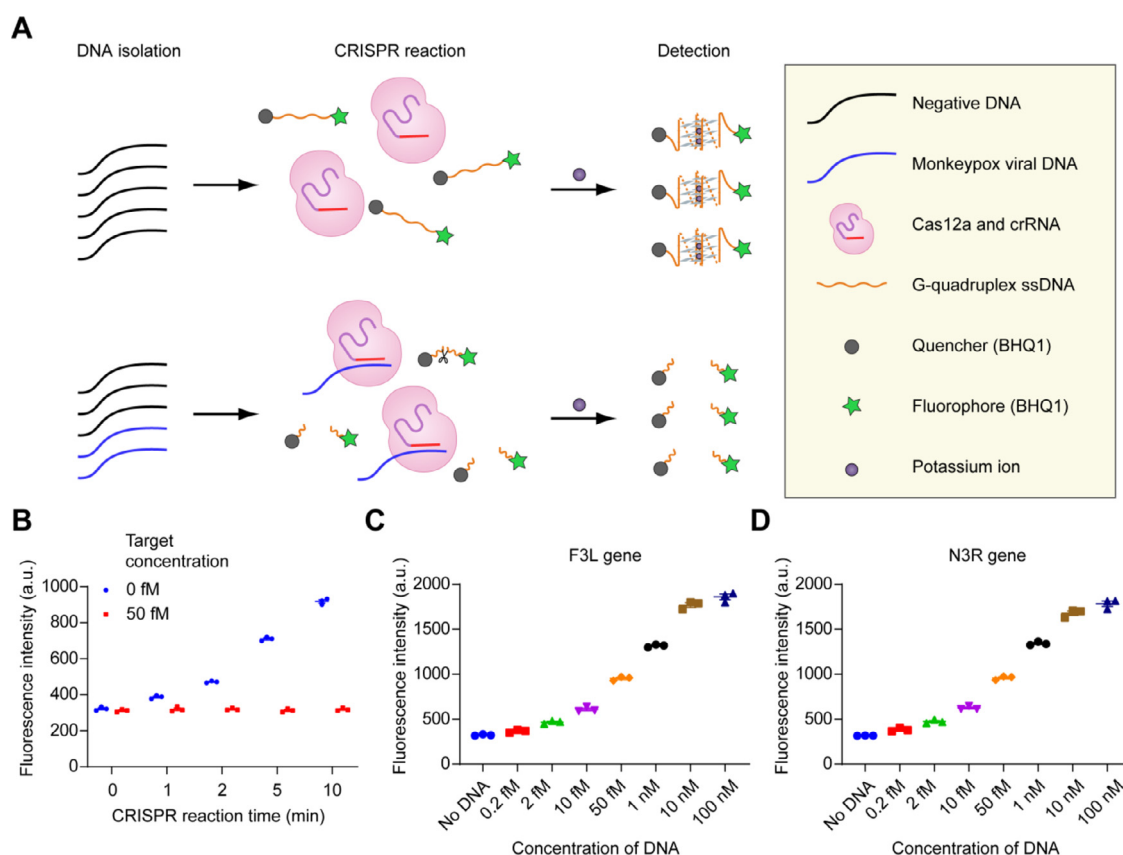 A
DNA isolation
CRISPR reaction
Detection
Negative DNA
Monkeypox viral DNA
Cas12a and crRNA
G-quadruplex ssDNA
Quencher (BHQ1)
Fluorophore (BHQ1)
Potassium ion
B
Target
concentration
0 fM
50 fM
Fluorescence intensity (a.u.)
1000
800
600
400
200
0
0 1 2 5 10
CRISPR reaction time (min)
C
F3L gene
Fluorescence intensity (a.u.)
2000
1500
1000
500
0
No DNA 0.2 fM 2 fM 10 fM 50 fM 1 nM 10 nM 100 nM
Concentration of DNA
D
N3R gene
Fluorescence intensity (a.u.)
2000
1500
1000
500
0
No DNA 0.2 fM 2 fM 10 fM 50 fM 1 nM 10 nM 100 nM
Concentration of DNA